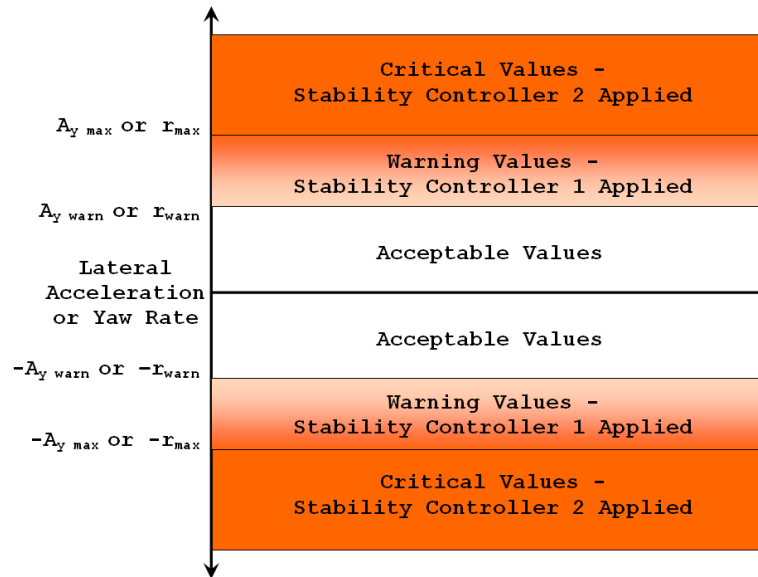 Critical Values -
Stability Controller 2 Applied
Ay max or rmax
Warning Values -
Stability Controller 1 Applied
Ay warn or rwarn
Acceptable Values
Lateral
Acceleration
or Yaw Rate
Acceptable Values
-Ay warn or -rwarn
Warning Values -
Stability Controller 1 Applied
-Ay max or -rmax
Critical Values -
Stability Controller 2 Applied